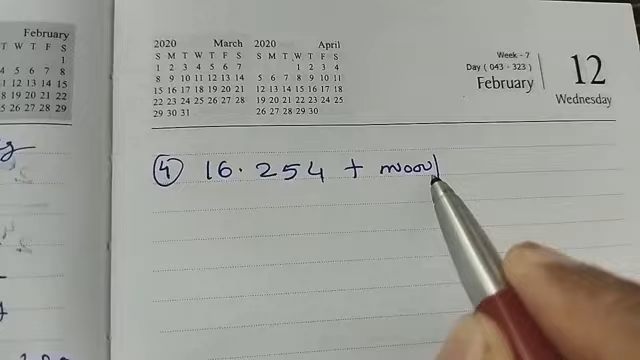 February
T W T F S
1
4 5 6 7 8
11 12 13 14 15
18 19 20 21 22
25 26 27 28 29
2020 March
S M T W T F S
1 2 3 4 5 6 7
8 9 10 11 12 13 14
15 16 17 18 19 20 21
22 23 24 25 26 27 28
29 30 31
2020 April
S M T W T F S
1 2 3 4
5 6 7 8 9 10 11
12 13 14 15 16 17 18
19 20 21 22 23 24 25
26 27 28 29 30
Week - 7
Day ( 043 - 323 )
February
12
Wednesday
4 16.254 +